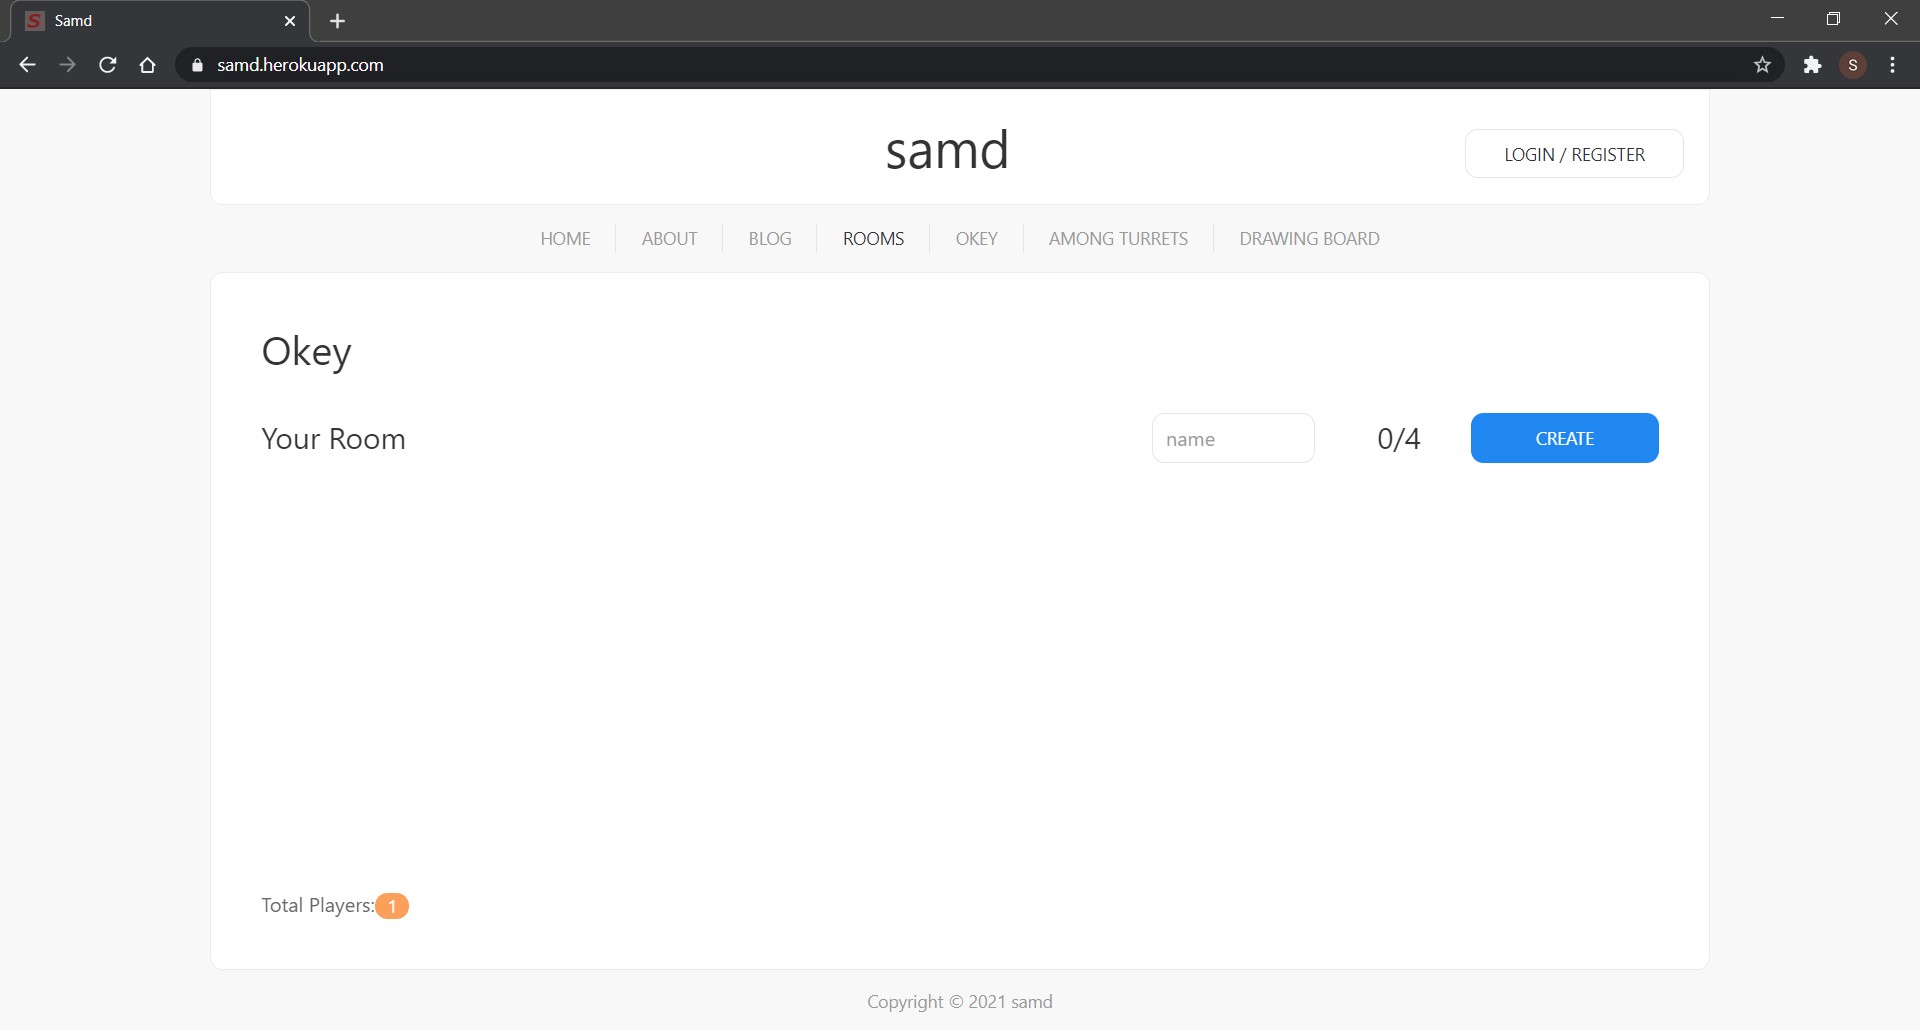 S Samd
samd.herokuapp.com S
samd
LOGIN / REGISTER
HOME ABOUT BLOG ROOMS OKEY AMONG TURRETS DRAWING BOARD
Okey
Your Room name 0/4 CREATE
Total Players: 1
Copyright © 2021 samd